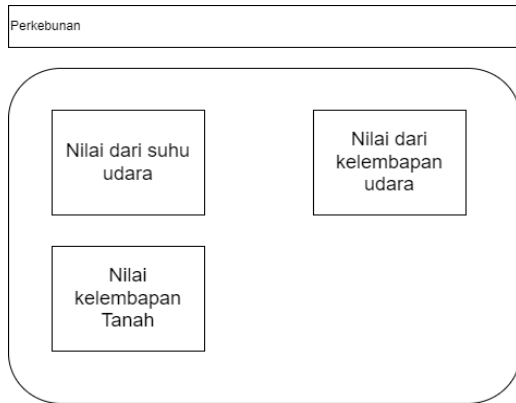 Perkebunan
Nilai dari suhu
udara
Nilai dari
kelembapan
udara
Nilai
kelembapan
Tanah